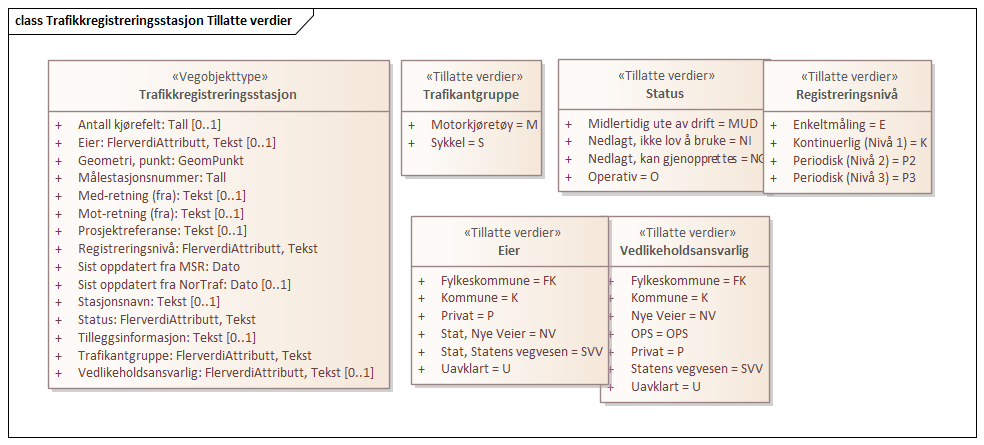 class Trafikkregistreringsstasjon Tillatte verdier
«Vegobjekttype»
Trafikkregistreringsstasjon
+ Antall kjørefelt: Tall [0..1]
+ Eier: FlerverdiAttributt, Tekst [0..1]
+ Geometri, punkt: GeomPunkt
+ Målestasjonsnummer: Tall
+ Med-retning (fra): Tekst [0..1]
+ Mot-retning (fra): Tekst [0..1]
+ Prosjektreferanse: Tekst [0..1]
+ Registreringsnivå: FlerverdiAttributt, Tekst
+ Sist oppdatert fra MSR: Dato
+ Sist oppdatert fra NorTraf: Dato [0..1]
+ Stasjonsnavn: Tekst [0..1]
+ Status: FlerverdiAttributt, Tekst
+ Tilleggsinformasjon: Tekst [0..1]
+ Trafikantgruppe: FlerverdiAttributt, Tekst
+ Vedlikeholdsansvarlig: FlerverdiAttributt, Tekst [0..1]
«Tillatte verdier»
Trafikantgruppe
+ Motorkjøretøy = M
+ Sykkel = S
«Tillatte verdier»
Status
+ Midlertidig ute av drift = MUD
+ Nedlagt, ikke lov å bruke = NI
+ Nedlagt, kan gjenopprettes =
+ Operativ = O
«Tillatte verdier»
Registreringsnivå
+ Enkeltmåling = E
+ Kontinuerlig (Nivå 1) = K
+ Periodisk (Nivå 2) = P2
+ Periodisk (Nivå 3) = P3
«Tillatte verdier»
Eier
+ Fylkeskommune = FK
+ Kommune = K
+ Privat = P
+ Stat, Nye Veier = NV
+ Stat, Statens vegvesen = SVV
+ Uavklart = U
«Tillatte verdier»
Vedlikeholdsansvarlig
+ Fylkeskommune = FK
+ Kommune = K
+ Nye Veier = NV
+ OPS = OPS
+ Privat = P
+ Statens vegvesen = SVV
+ Uavklart = U